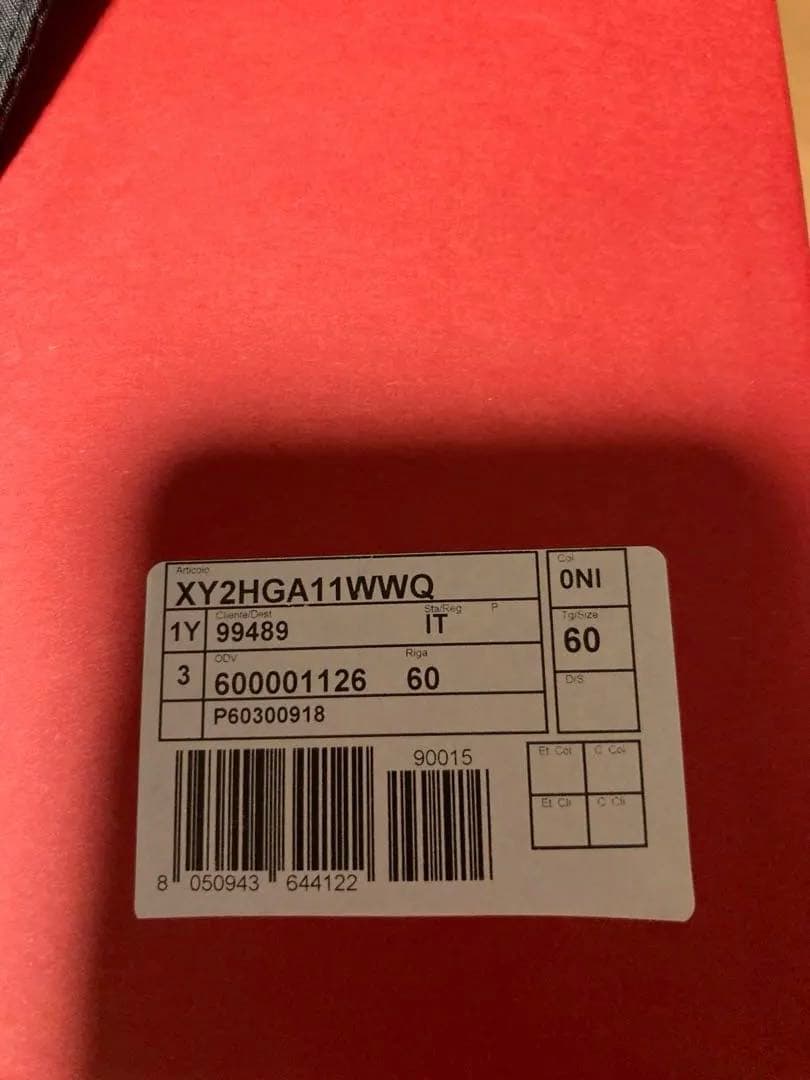 Articolo
XY2HGA11WWQ
Col
0NI
1Y
Cliente/Dest
99489
Sta/Reg
IT
P
Tg/Size
60
3
ODV
600001126
Riga
60
D/S
P60300918
90015
Et Col
C Col
Et Cli
C Cli
8 050943 644122